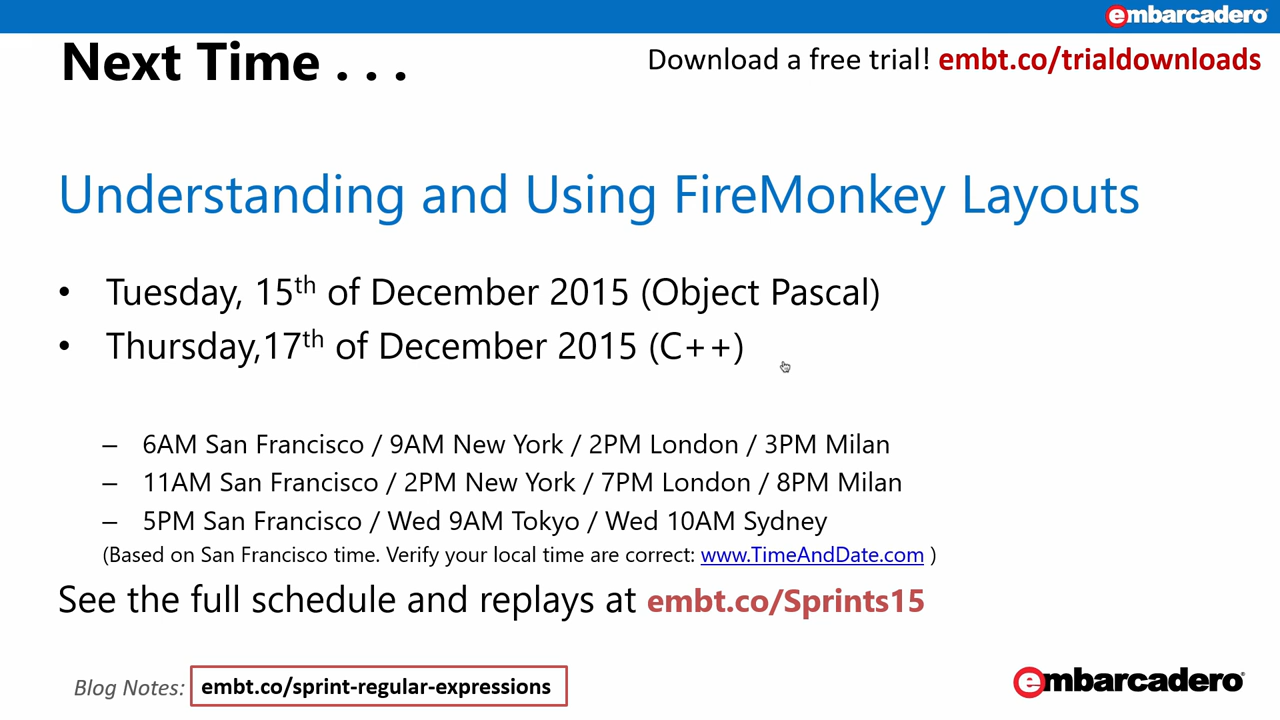 embarcadero
Next Time . . .
Download a free trial! embt.co/trialdownloads
Understanding and Using FireMonkey Layouts
• Tuesday, 15th of December 2015 (Object Pascal)
• Thursday,17th of December 2015 (C++)
– 6AM San Francisco / 9AM New York / 2PM London / 3PM Milan
– 11AM San Francisco / 2PM New York / 7PM London / 8PM Milan
– 5PM San Francisco / Wed 9AM Tokyo / Wed 10AM Sydney
(Based on San Francisco time. Verify your local time are correct: www.TimeAndDate.com )
See the full schedule and replays at embt.co/Sprints15
Blog Notes: embt.co/sprint-regular-expressions
embarcadero